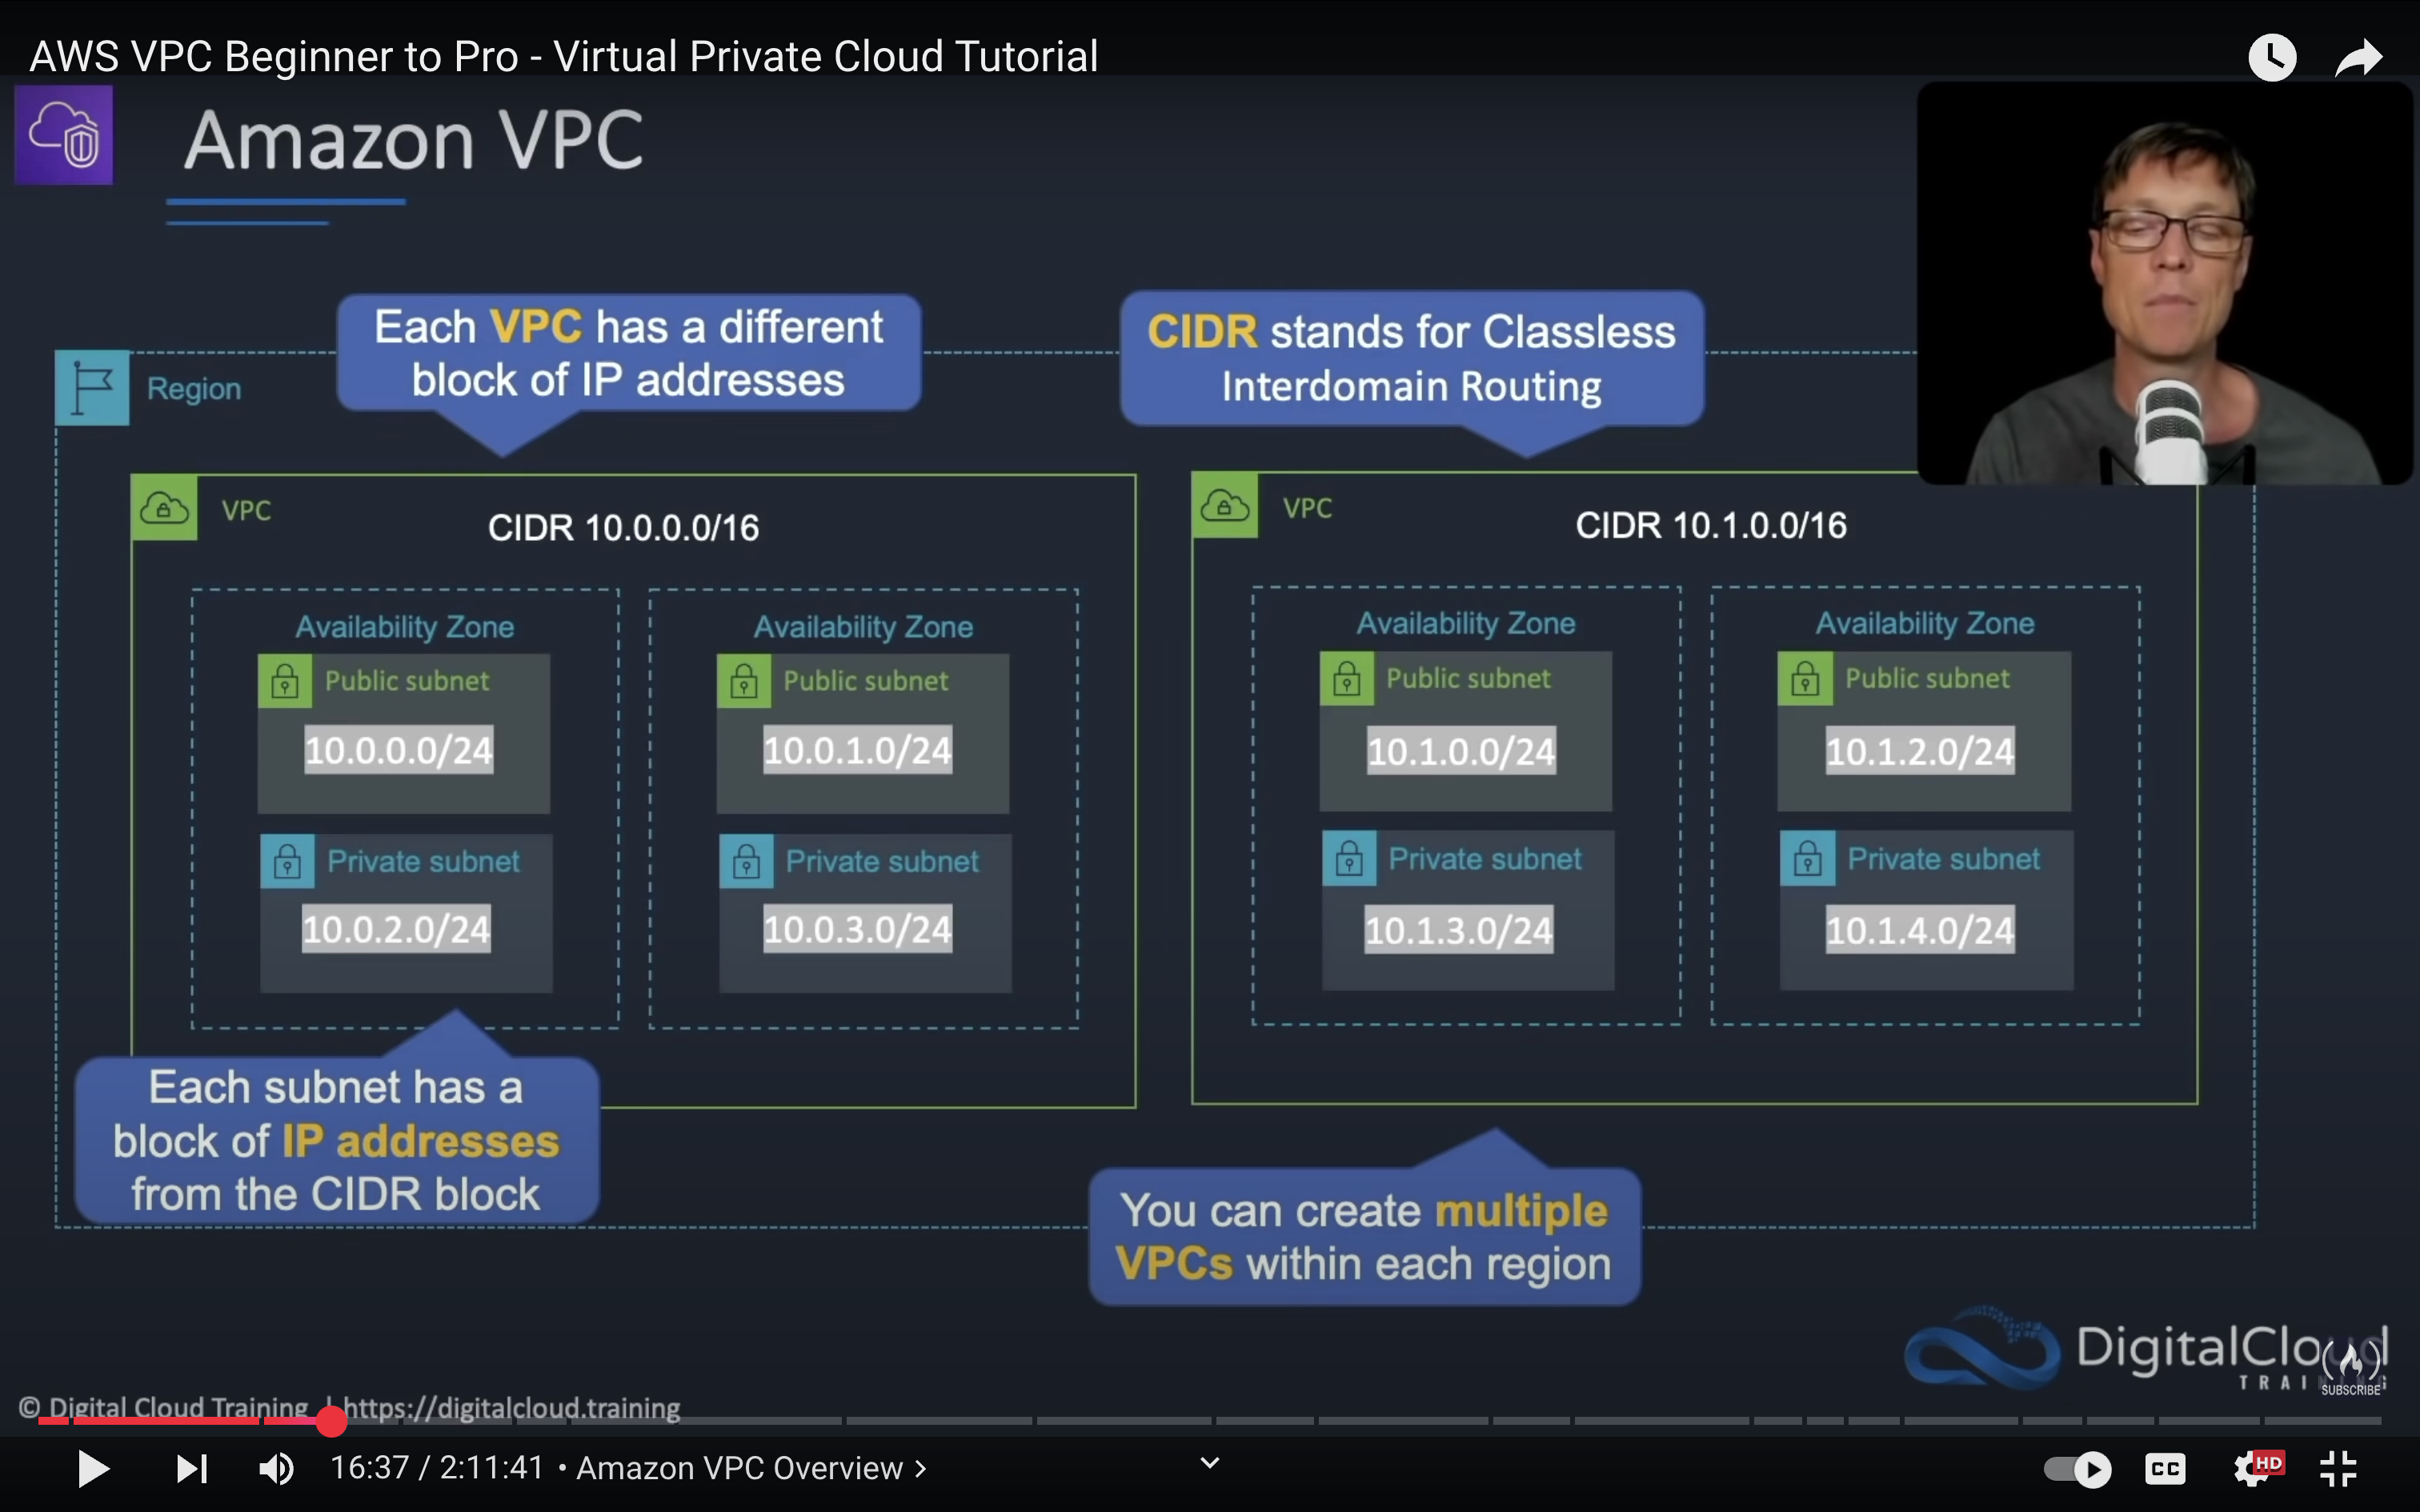 AWS VPC Beginner to Pro - Virtual Private Cloud Tutorial
Amazon VPC
Each VPC has a different
block of IP addresses
CIDR stands for Classless
Interdomain Routing
Region
VPC
CIDR 10.0.0.0/16
Availability Zone
Public subnet
10.0.0.0/24
Private subnet
10.0.2.0/24
Availability Zone
Public subnet
10.0.1.0/24
Private subnet
10.0.3.0/24
VPC
CIDR 10.1.0.0/16
Availability Zone
Public subnet
10.1.0.0/24
Private subnet
10.1.3.0/24
Availability Zone
Public subnet
10.1.2.0/24
Private subnet
10.1.4.0/24
Each subnet has a
block of IP addresses
from the CIDR block
You can create multiple
VPCs within each region
DigitalCloud
SUBSCRIBE
© Digital Cloud Training | https://digitalcloud.training
16:37 / 2:11:41 • Amazon VPC Overview >
CC
HD